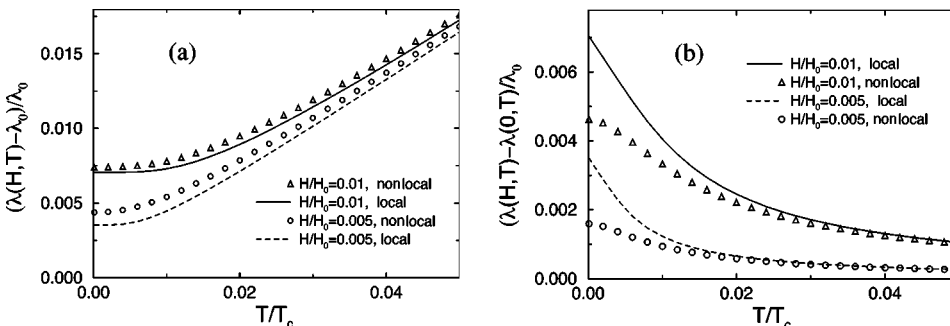 (a)
0.015
0.010
0.005
0.000
(λ(H,T)−λ₀)/λ₀
△ H/H₀=0.01, nonlocal
H/H₀=0.01, local
○ H/H₀=0.005, nonlocal
H/H₀=0.005, local
0.00 0.02 0.04
T/T_c
(b)
0.006
0.004
0.002
0.000
(λ(H,T)−λ(0,T)/λ₀
H/H₀=0.01, local
△ H/H₀=0.01, nonlocal
H/H₀=0.005, local
○ H/H₀=0.005, nonlocal
0.00 0.02 0.04
T/T_c